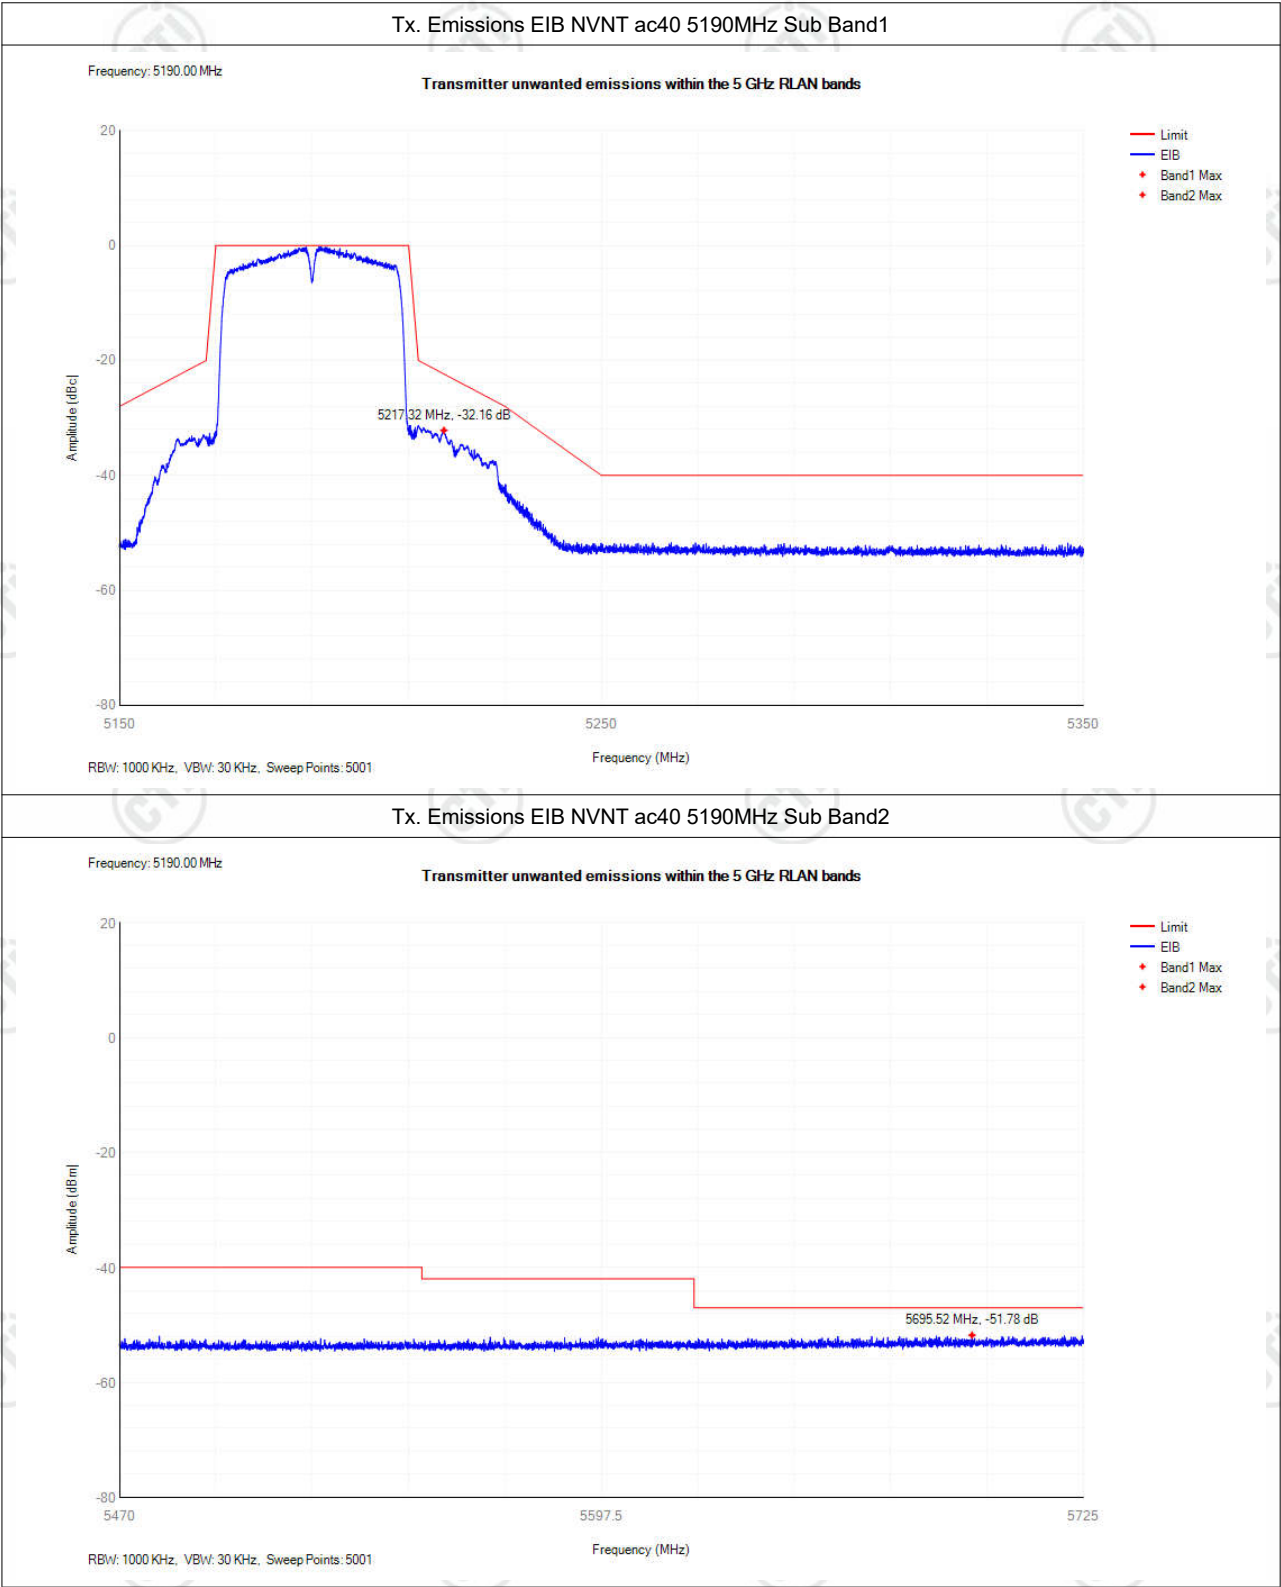 Tx. Emissions EIB NVNT ac40 5190MHz Sub Band1
Frequency: 5190.00 MHz
Transmitter unwanted emissions within the 5 GHz RLAN bands
20
0
-20
-40
-60
-80
Amplitude [dBc]
5217.32 MHz, -32.16 dB
Limit
EIB
Band1 Max
Band2 Max
5150
5250
5350
Frequency (MHz)
RBW: 1000 KHz, VBW: 30 KHz, Sweep Points: 5001
Tx. Emissions EIB NVNT ac40 5190MHz Sub Band2
Frequency: 5190.00 MHz
Transmitter unwanted emissions within the 5 GHz RLAN bands
20
0
-20
-40
-60
-80
Amplitude [dBm]
5695.52 MHz, -51.78 dB
Limit
EIB
Band1 Max
Band2 Max
5470
5597.5
5725
Frequency (MHz)
RBW: 1000 KHz, VBW: 30 KHz, Sweep Points: 5001